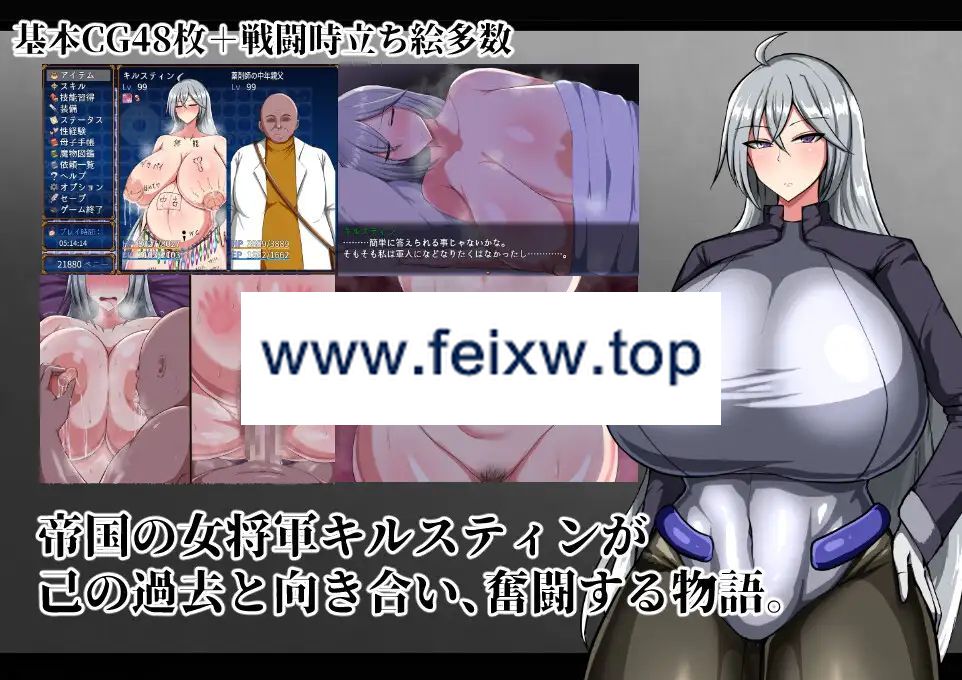 基本CG48枚＋戦闘時立ち絵多数
アイテム
スキル
技能習得
装備
ステータス
性経験
母子手帳
魔物図鑑
依頼一覧
ヘルプ
オプション
セーブ
ゲーム終了
プレイ時間：
05:14:14
21880
キルスティン
Lv 99
薬剤師の中年親父
Lv 99
中古
キルスティン
………簡単に答えられる事じゃないかな。
そもそも私は軍人になどなりたくはなかったし…………。
www.feixw.top
帝国の女将軍キルスティンが
己の過去と向き合い、奮闘する物語。